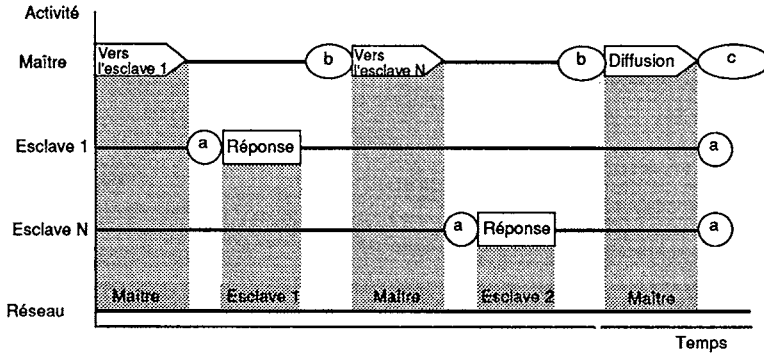 Activité
Maître
Vers
l'esclave 1
b
Vers
l'esclave N
b
Diffusion
c
Esclave 1
a
Réponse
a
Esclave N
a
Réponse
a
Maître
Esclave 1
Maître
Esclave 2
Maître
Réseau
Temps